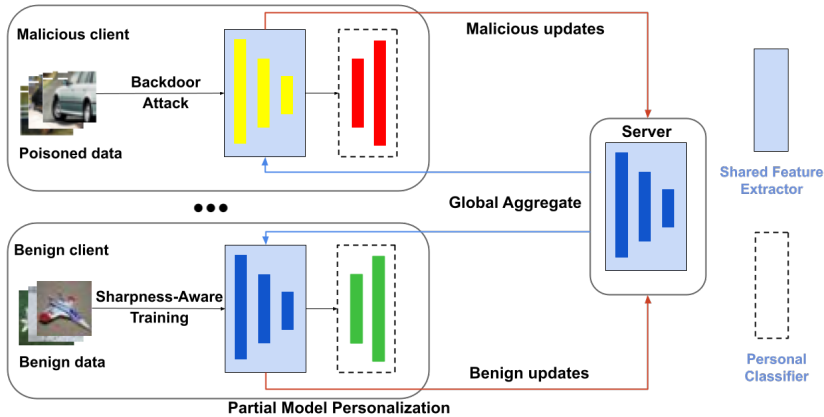 Malicious client
Malicious updates
Backdoor
Attack
Poisoned data
Server
Shared Feature
Extractor
•••
Global Aggregate
Benign client
Sharpness-Aware
Training
Benign data
Benign updates
Personal
Classifier
Partial Model Personalization